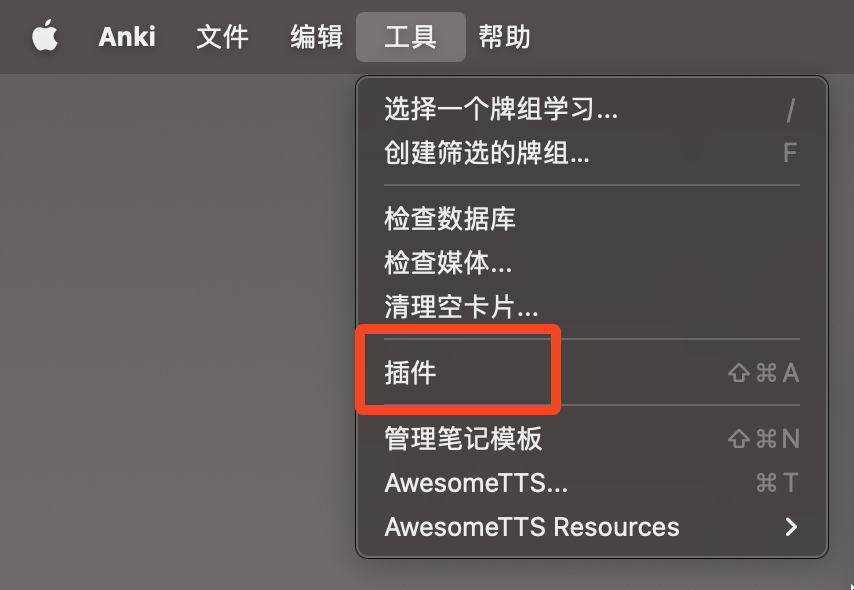 Anki 文件 编辑 工具 帮助
选择一个牌组学习... /
创建筛选的牌组... F
检查数据库
检查媒体...
清理空卡片...
插件 ⇧⌘A
管理笔记模板 ⇧⌘N
AwesomeTTS... ⌘T
AwesomeTTS Resources